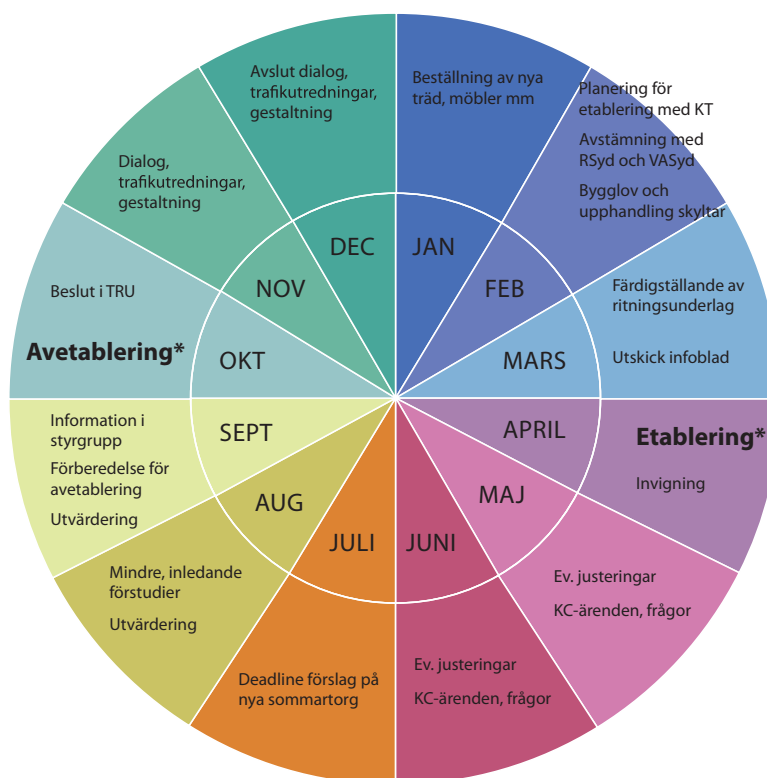 JAN
Beställning av nya
träd, möbler mm
FEB
Planering för
etablering med KT
Avstämning med
RSyd och VASyd
Bygglov och
upphandling skyltar
MARS
Färdigställande av
ritningsunderlag
Utskick infoblad
APRIL
Etablering*
Invigning
MAJ
Ev. justeringar
KC-ärenden, frågor
JUNI
Ev. justeringar
KC-ärenden, frågor
JULI
Deadline förslag på
nya sommartorg
AUG
Mindre, inledande
förstudier
Utvärdering
SEPT
Information i
styrgrupp
Förberedelse för
avetablering
Utvärdering
OKT
Beslut i TRU
Avetablering*
NOV
Dialog,
trafikutredningar,
gestaltning
DEC
Avslut dialog,
trafikutredningar,
gestaltning